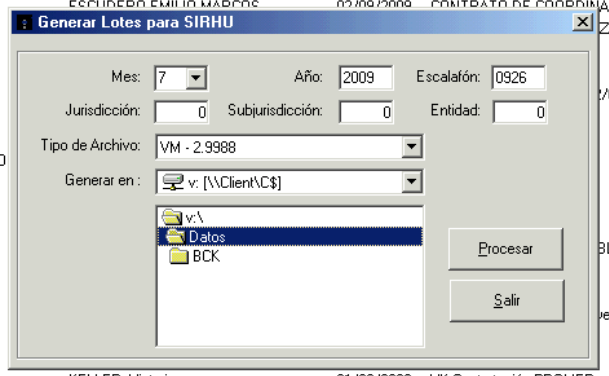 ESCUDERO EMILIO MARCOS 02/09/2009 CONTRATO DE COORDINA
Generar Lotes para SIRHU
Mes: 7 Año: 2009 Escalafón: 0926
Jurisdicción: 0 Subjurisdicción: 0 Entidad: 0
Tipo de Archivo: VM - 2.9988
Generar en : v: [\\Client\C$]
v:\
Datos
BCK
Procesar
Salir